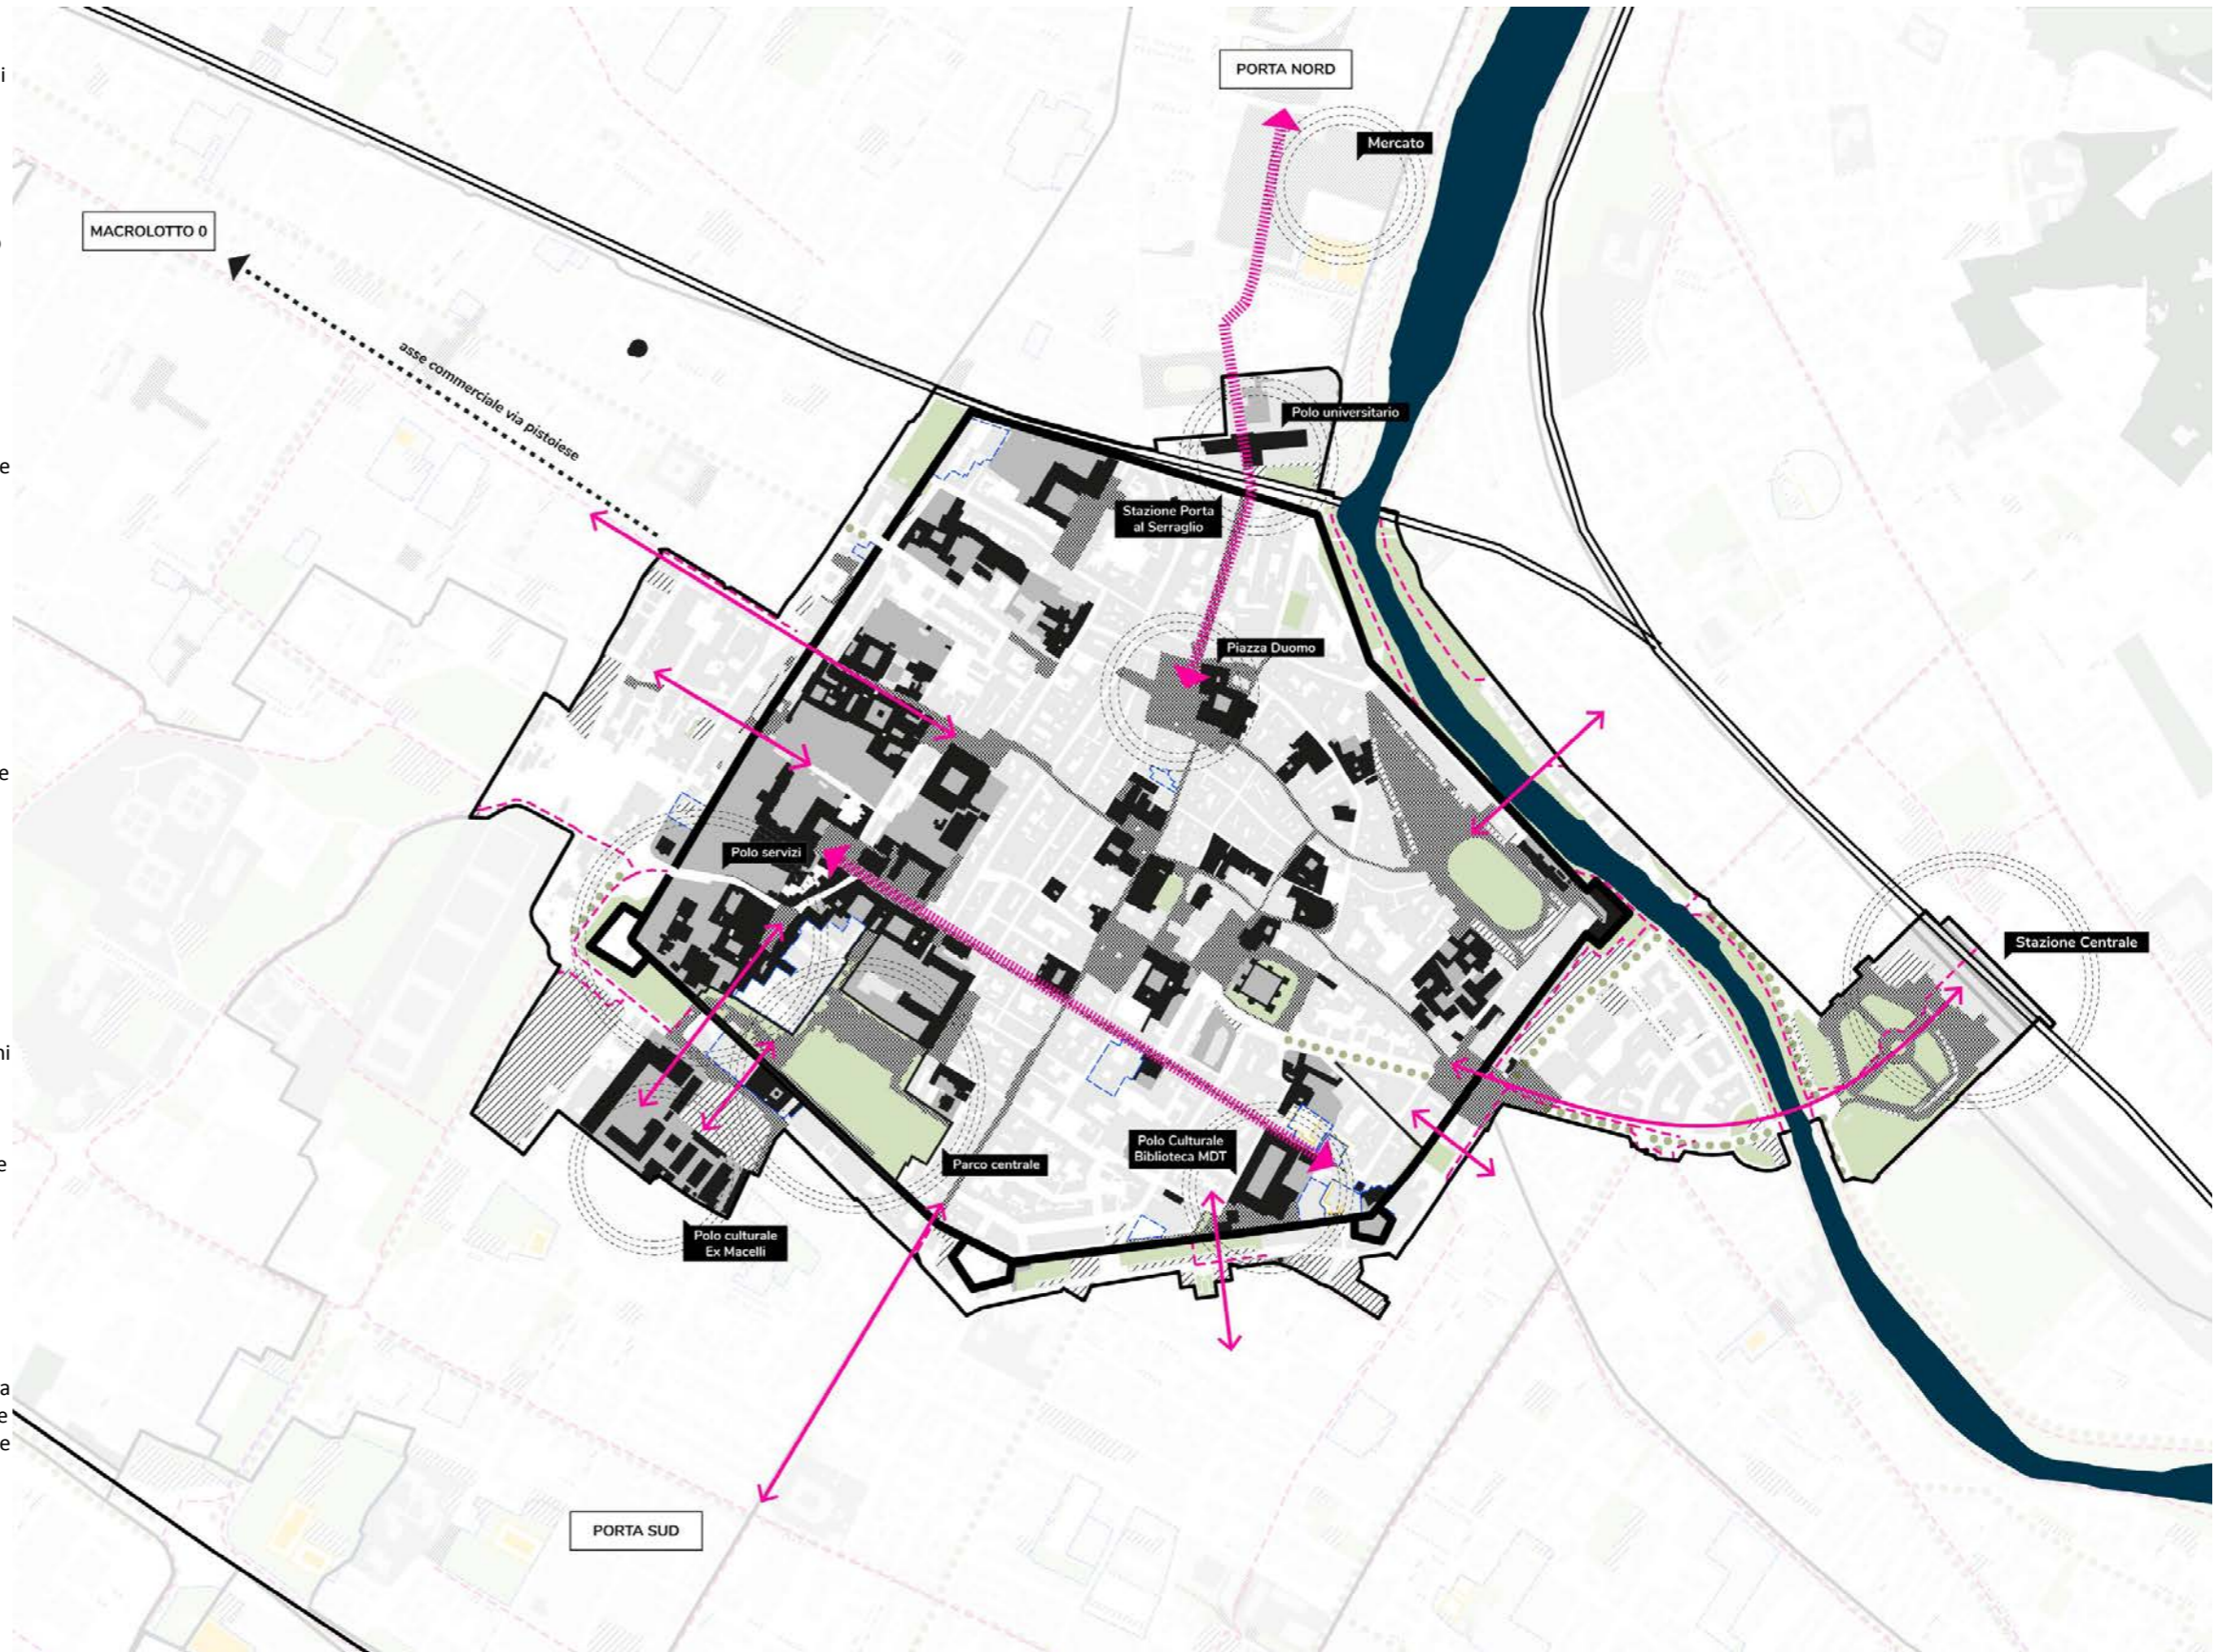 PORTA NORD
Mercato
MACROLOTTO 0
asse commerciale via pistoiese
Polo universitario
Stazione Porta
al Serraglio
Piazza Duomo
Polo servizi
Stazione Centrale
Polo Culturale
Biblioteca MDT
Parco centrale
Polo culturale
Ex Macelli
PORTA SUD